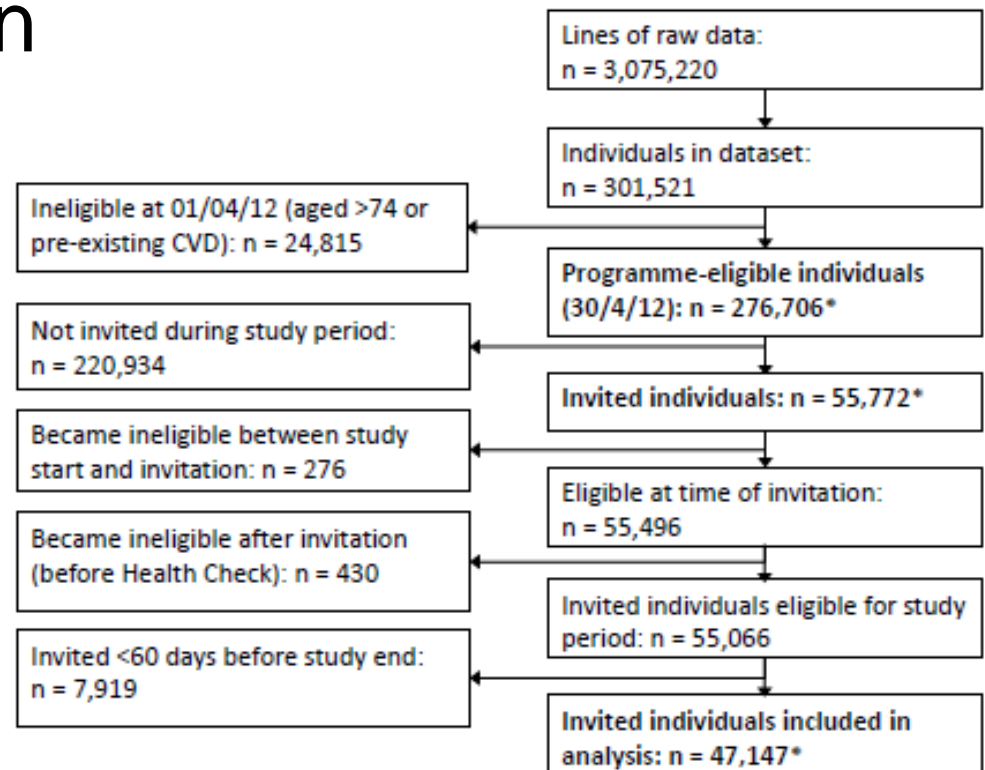 n
Lines of raw data:
n = 3,075,220
Individuals in dataset:
n = 301,521
Ineligible at 01/04/12 (aged >74 or
pre-existing CVD): n = 24,815
Programme-eligible individuals
(30/4/12): n = 276,706*
Not invited during study period:
n = 220,934
Invited individuals: n = 55,772*
Became ineligible between study
start and invitation: n = 276
Eligible at time of invitation:
n = 55,496
Became ineligible after invitation
(before Health Check): n = 430
Invited individuals eligible for study
period: n = 55,066
Invited <60 days before study end:
n = 7,919
Invited individuals included in
analysis: n = 47,147*